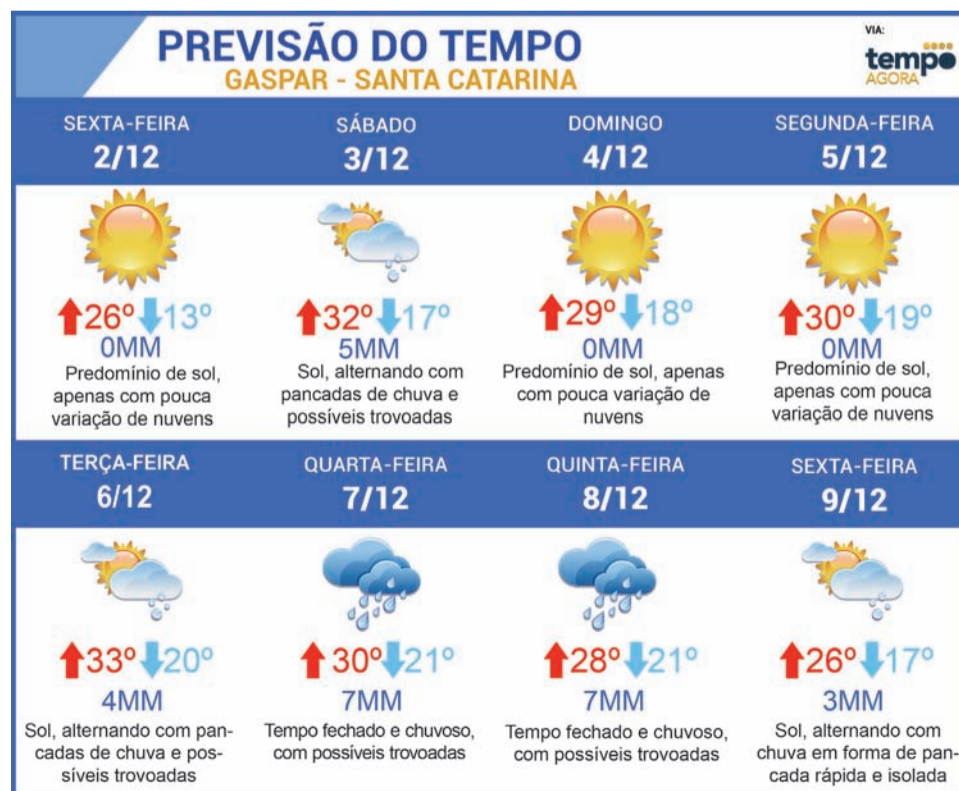 PREVISÃO DO TEMPO
GASPAR - SANTA CATARINA
VIA:
tempo
AGORA
SEXTA-FEIRA
2/12
SÁBADO
3/12
DOMINGO
4/12
SEGUNDA-FEIRA
5/12
26º 13º
0MM
Predomínio de sol,
apenas com pouca
variação de nuvens
32º 17º
5MM
Sol, alternando com
pancadas de chuva e
possíveis trovoadas
29º 18º
0MM
Predomínio de sol, apenas
com pouca variação de
nuvens
30º 19º
0MM
Predomínio de sol,
apenas com pouca
variação de nuvens
TERÇA-FEIRA
6/12
QUARTA-FEIRA
7/12
QUINTA-FEIRA
8/12
SEXTA-FEIRA
9/12
33º 20º
4MM
Sol, alternando com pan-
cadas de chuva e pos-
síveis trovoadas
30º 21º
7MM
Tempo fechado e chuvoso,
com possíveis trovoadas
28º 21º
7MM
Tempo fechado e chuvoso,
com possíveis trovoadas
26º 17º
3MM
Sol, alternando com
chuva em forma de pan-
cada rápida e isolada